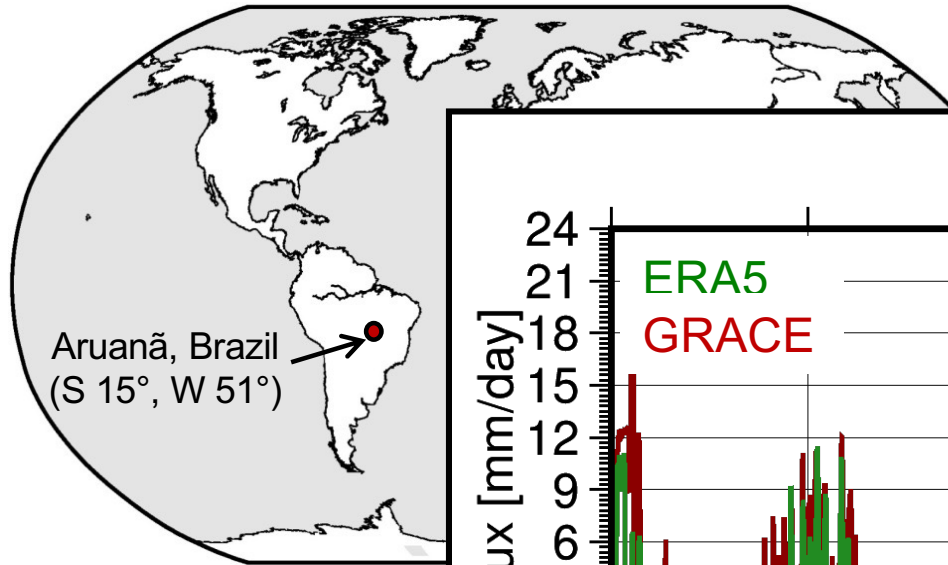 Aruanã, Brazil
(S 15°, W 51°)
ux [mm/day]
24
21
18
15
12
9
6
ERA5
GRACE